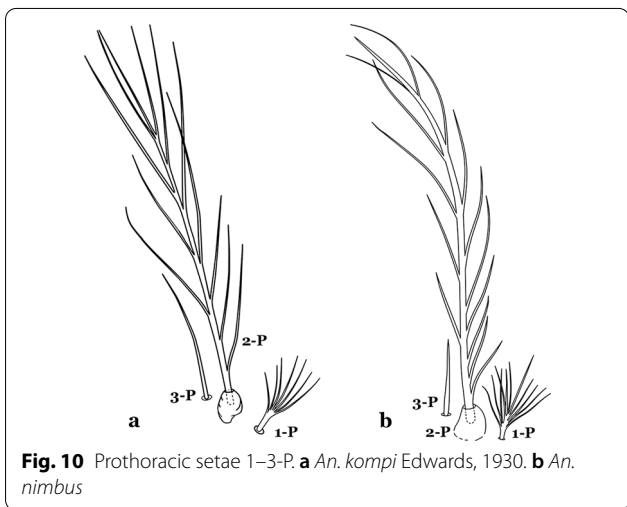 2-P
3-P
a
1-P
3-P
b
2-P
1-P
Fig. 10 Prothoracic setae 1–3-P. a An. kompi Edwards, 1930. b An.
nimbus